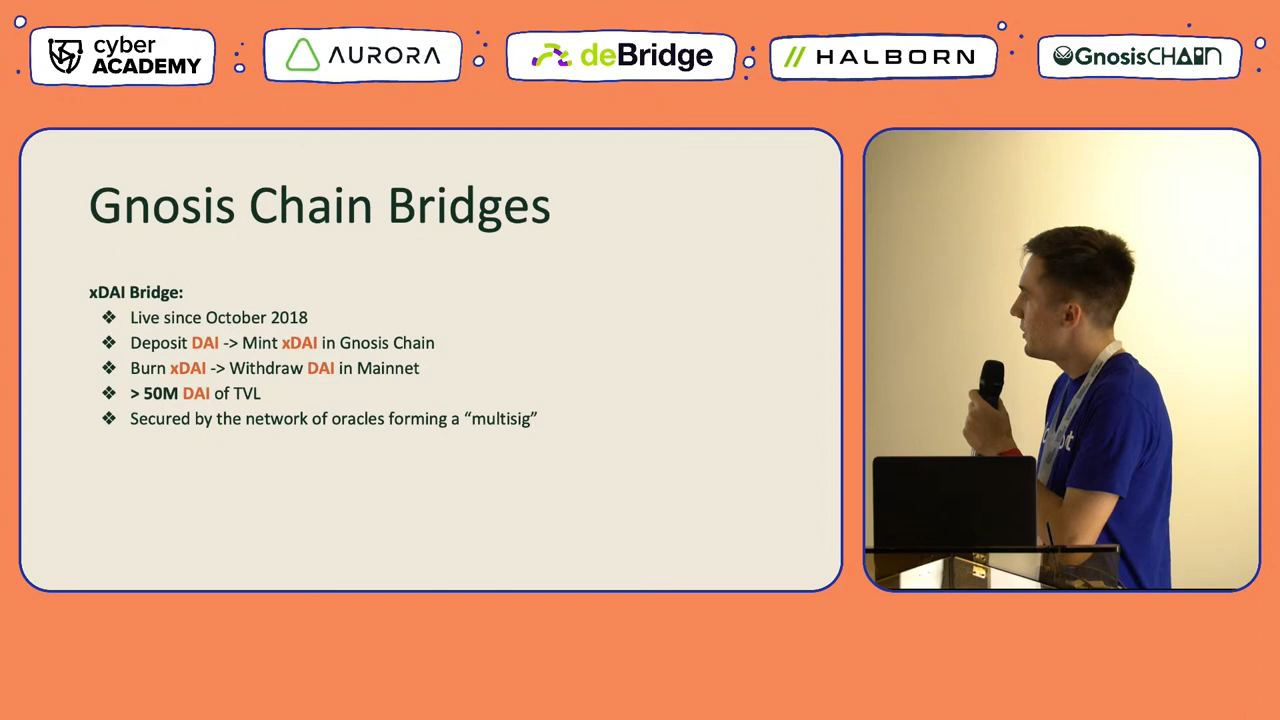 cyber
ACADEMY
AURORA
deBridge
HALBORN
GnosisCHAIN
Gnosis Chain Bridges
xDAI Bridge:
❖ Live since October 2018
❖ Deposit DAI -> Mint xDAI in Gnosis Chain
❖ Burn xDAI -> Withdraw DAI in Mainnet
❖ > 50M DAI of TVL
❖ Secured by the network of oracles forming a “multisig”